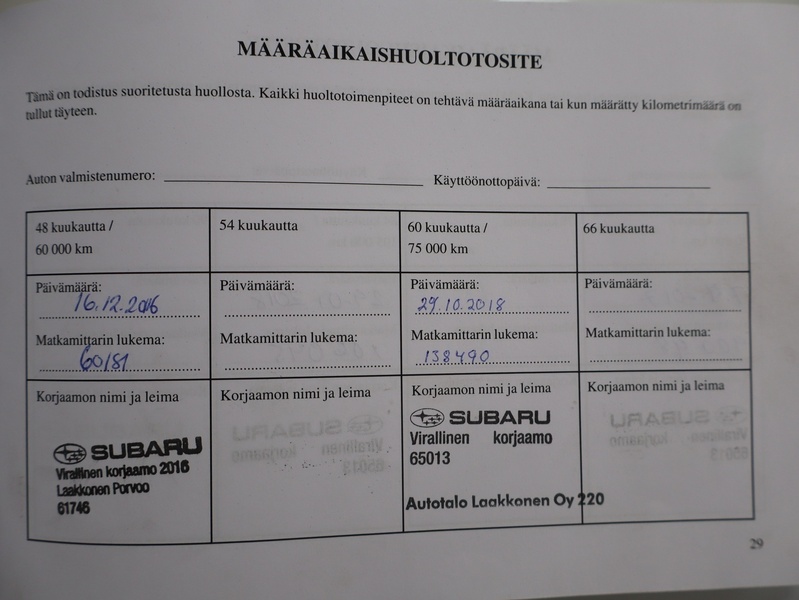 MÄÄRÄAIKAISHUOLTOTOSITE
Tämä on todistus suoritetusta huollosta. Kaikki huoltotoimenpiteet on tehtävä määräaikana tai kun määrätty kilometrimäärä on
tullut täyteen.
Auton valmistenumero: Käyttöönottopäivä:
48 kuukautta /
60 000 km
54 kuukautta
60 kuukautta /
75 000 km
66 kuukautta
Päivämäärä:
16.12.2016
Päivämäärä:
Päivämäärä:
29.10.2018
Päivämäärä:
Matkamittarin lukema:
60181
Matkamittarin lukema:
Matkamittarin lukema:
138490
Matkamittarin lukema:
Korjaamon nimi ja leima
SUBARU
Virallinen korjaamo 2016
Laakkonen Porvoo
61746
Korjaamon nimi ja leima
Korjaamon nimi ja leima
SUBARU
Virallinen korjaamo
65013
Autotalo Laakkonen Oy 220
Korjaamon nimi ja leima
29